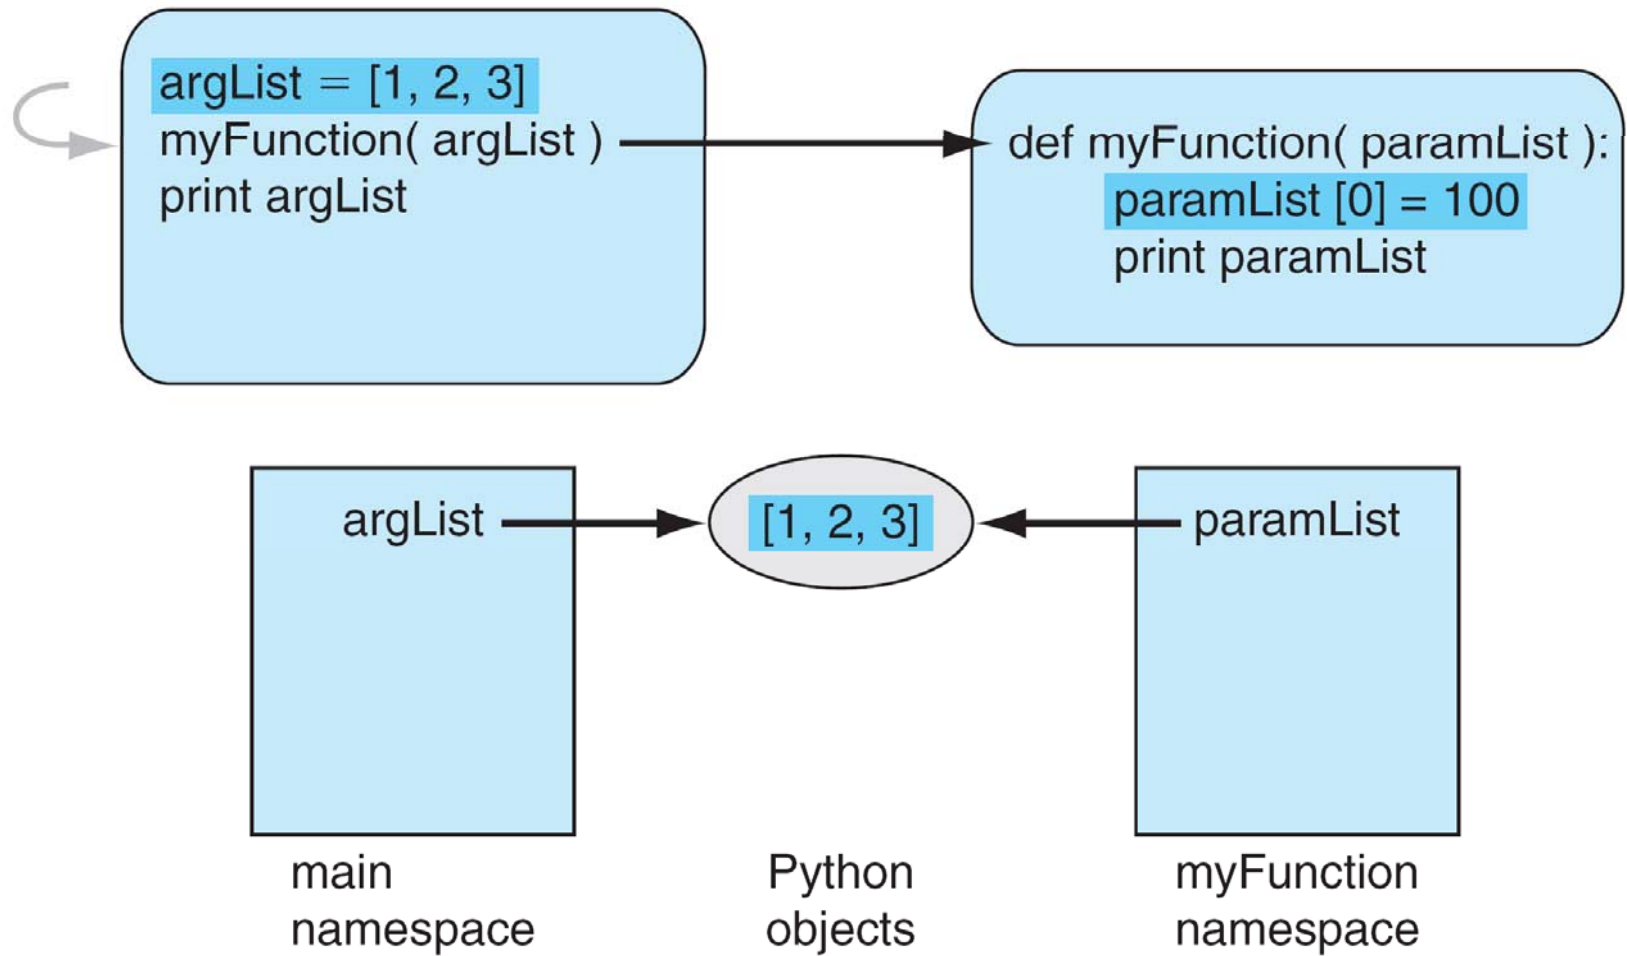 argList = [1, 2, 3]
myFunction( argList )
print argList
def myFunction( paramList ):
paramList [0] = 100
print paramList
argList
[1, 2, 3]
paramList
main
namespace
Python
objects
myFunction
namespace